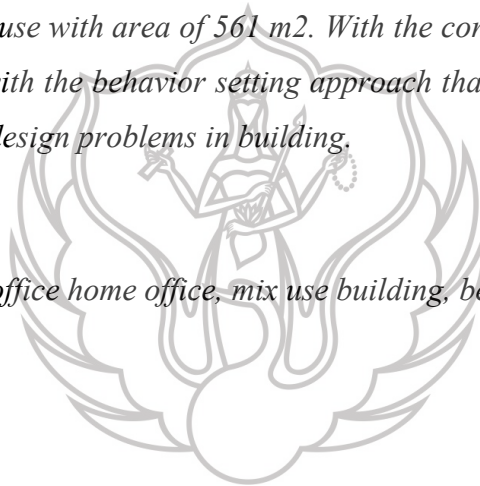 use with area of 561 m2. With the con
ith the behavior setting approach tha
design problems in building.
office home office, mix use building, be